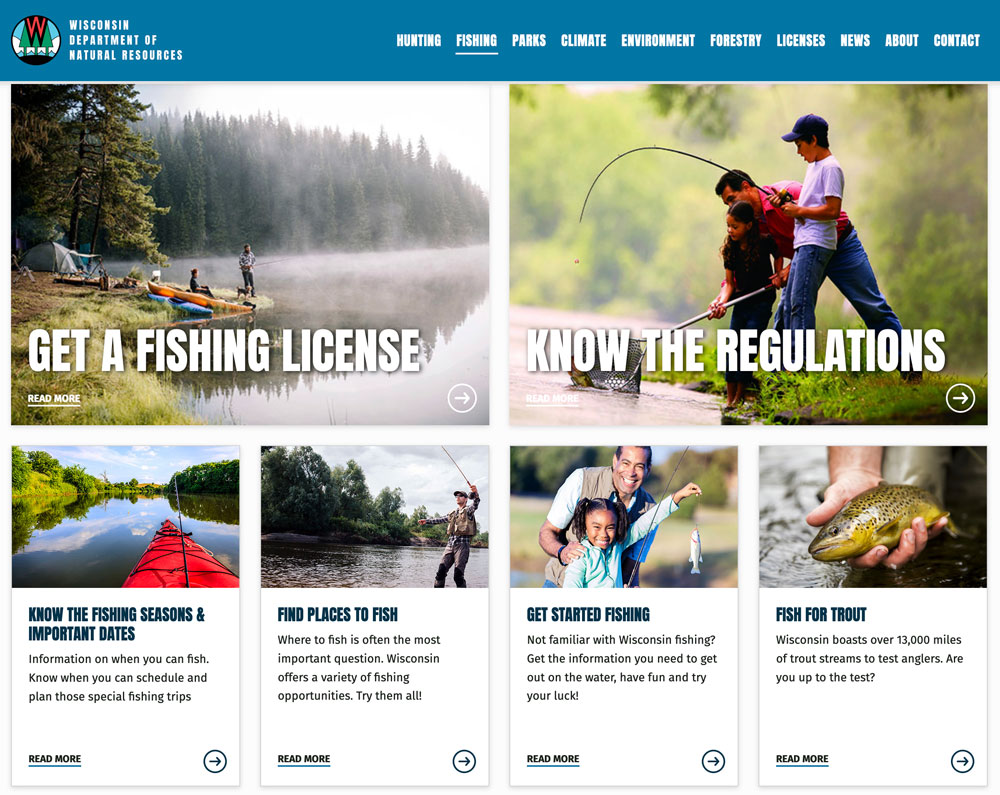 W
WISCONSIN
DEPARTMENT OF
NATURAL RESOURCES
HUNTING FISHING PARKS CLIMATE ENVIRONMENT FORESTRY LICENSES NEWS ABOUT CONTACT
GET A FISHING LICENSE
READ MORE
KNOW THE REGULATIONS
READ MORE
KNOW THE FISHING SEASONS &
IMPORTANT DATES
Information on when you can fish.
Know when you can schedule and
plan those special fishing trips
READ MORE
FIND PLACES TO FISH
Where to fish is often the most
important question. Wisconsin
offers a variety of fishing
opportunities. Try them all!
READ MORE
GET STARTED FISHING
Not familiar with Wisconsin fishing?
Get the information you need to get
out on the water, have fun and try
your luck!
READ MORE
FISH FOR TROUT
Wisconsin boasts over 13,000 miles
of trout streams to test anglers. Are
you up to the test?
READ MORE